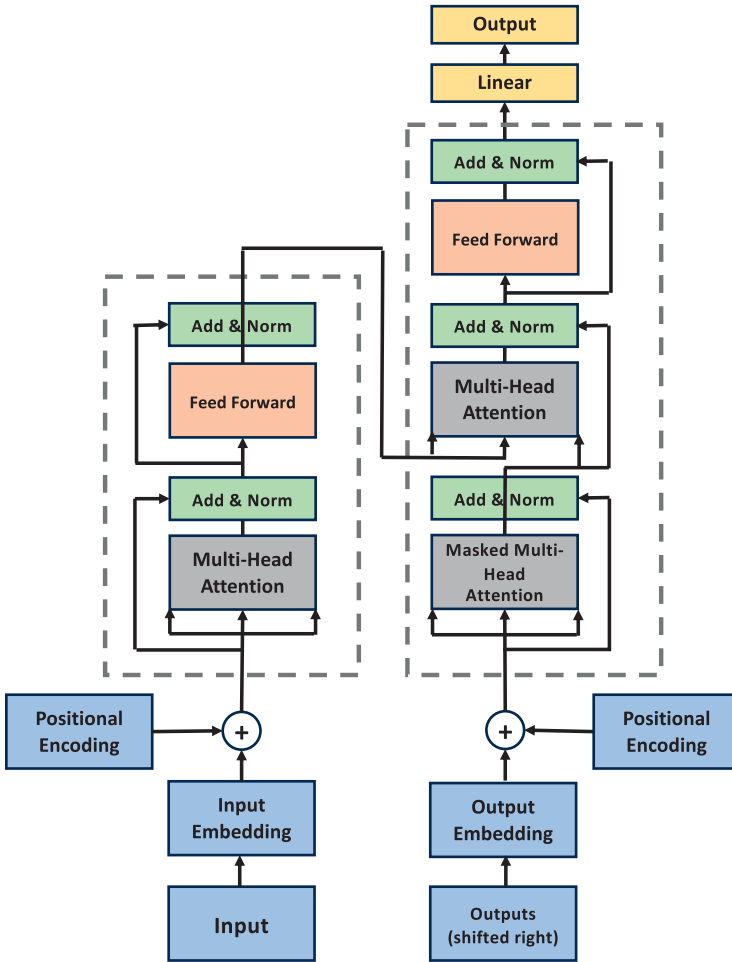 Output
Linear
Add & Norm
Feed Forward
Add & Norm
Multi-Head
Attention
Add & Norm
Masked Multi-
Head
Attention
Add & Norm
Feed Forward
Add & Norm
Multi-Head
Attention
Positional
Encoding
+
Input
Embedding
Input
+
Positional
Encoding
Output
Embedding
Outputs
(shifted right)